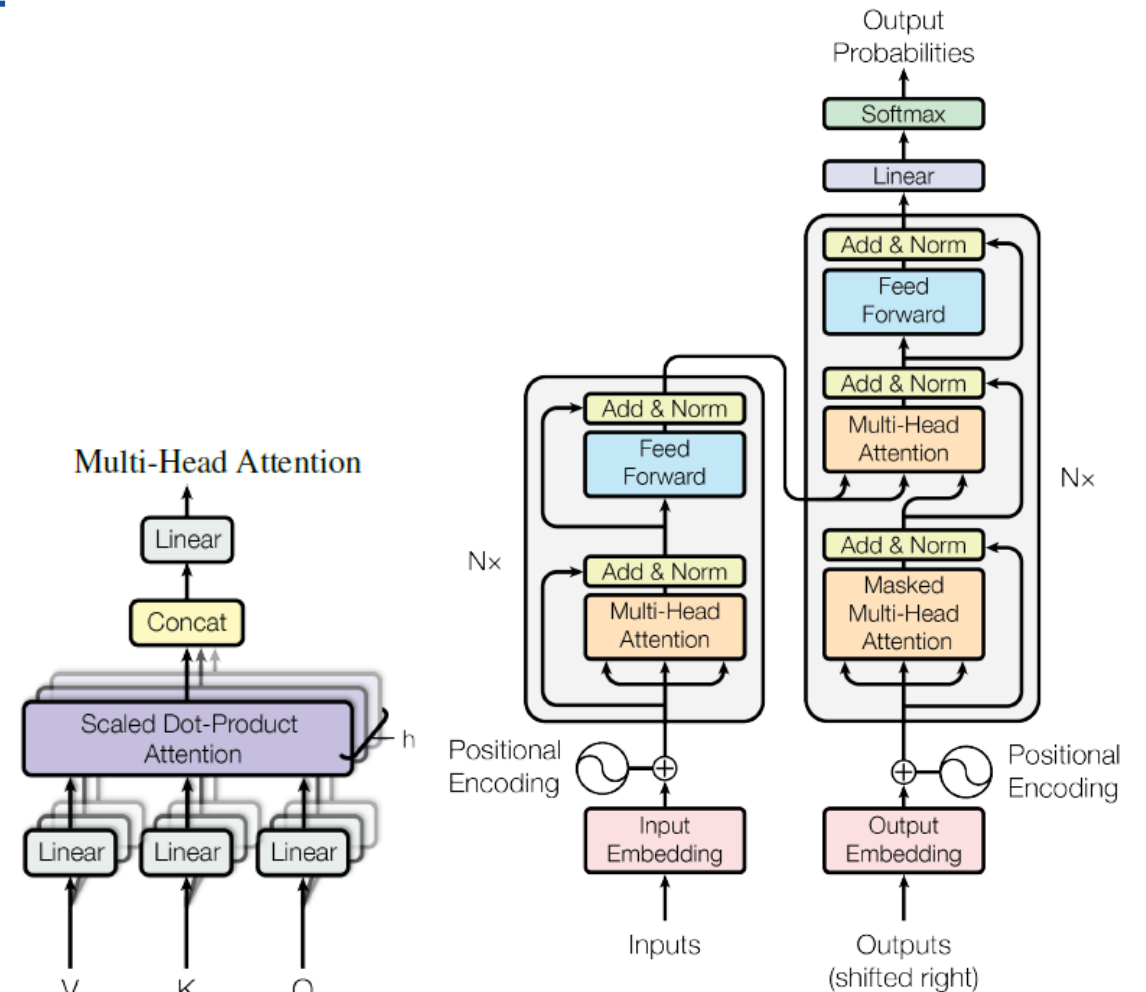 Multi-Head Attention
Linear
Concat
Scaled Dot-Product
Attention
h
Linear
Linear
Linear
V
K
Q
Output
Probabilities
Softmax
Linear
Add & Norm
Feed
Forward
Add & Norm
Multi-Head
Attention
Nx
Add & Norm
Masked
Multi-Head
Attention
Positional
Encoding
Output
Embedding
Outputs
(shifted right)
Add & Norm
Feed
Forward
Nx
Add & Norm
Multi-Head
Attention
Positional
Encoding
Input
Embedding
Inputs